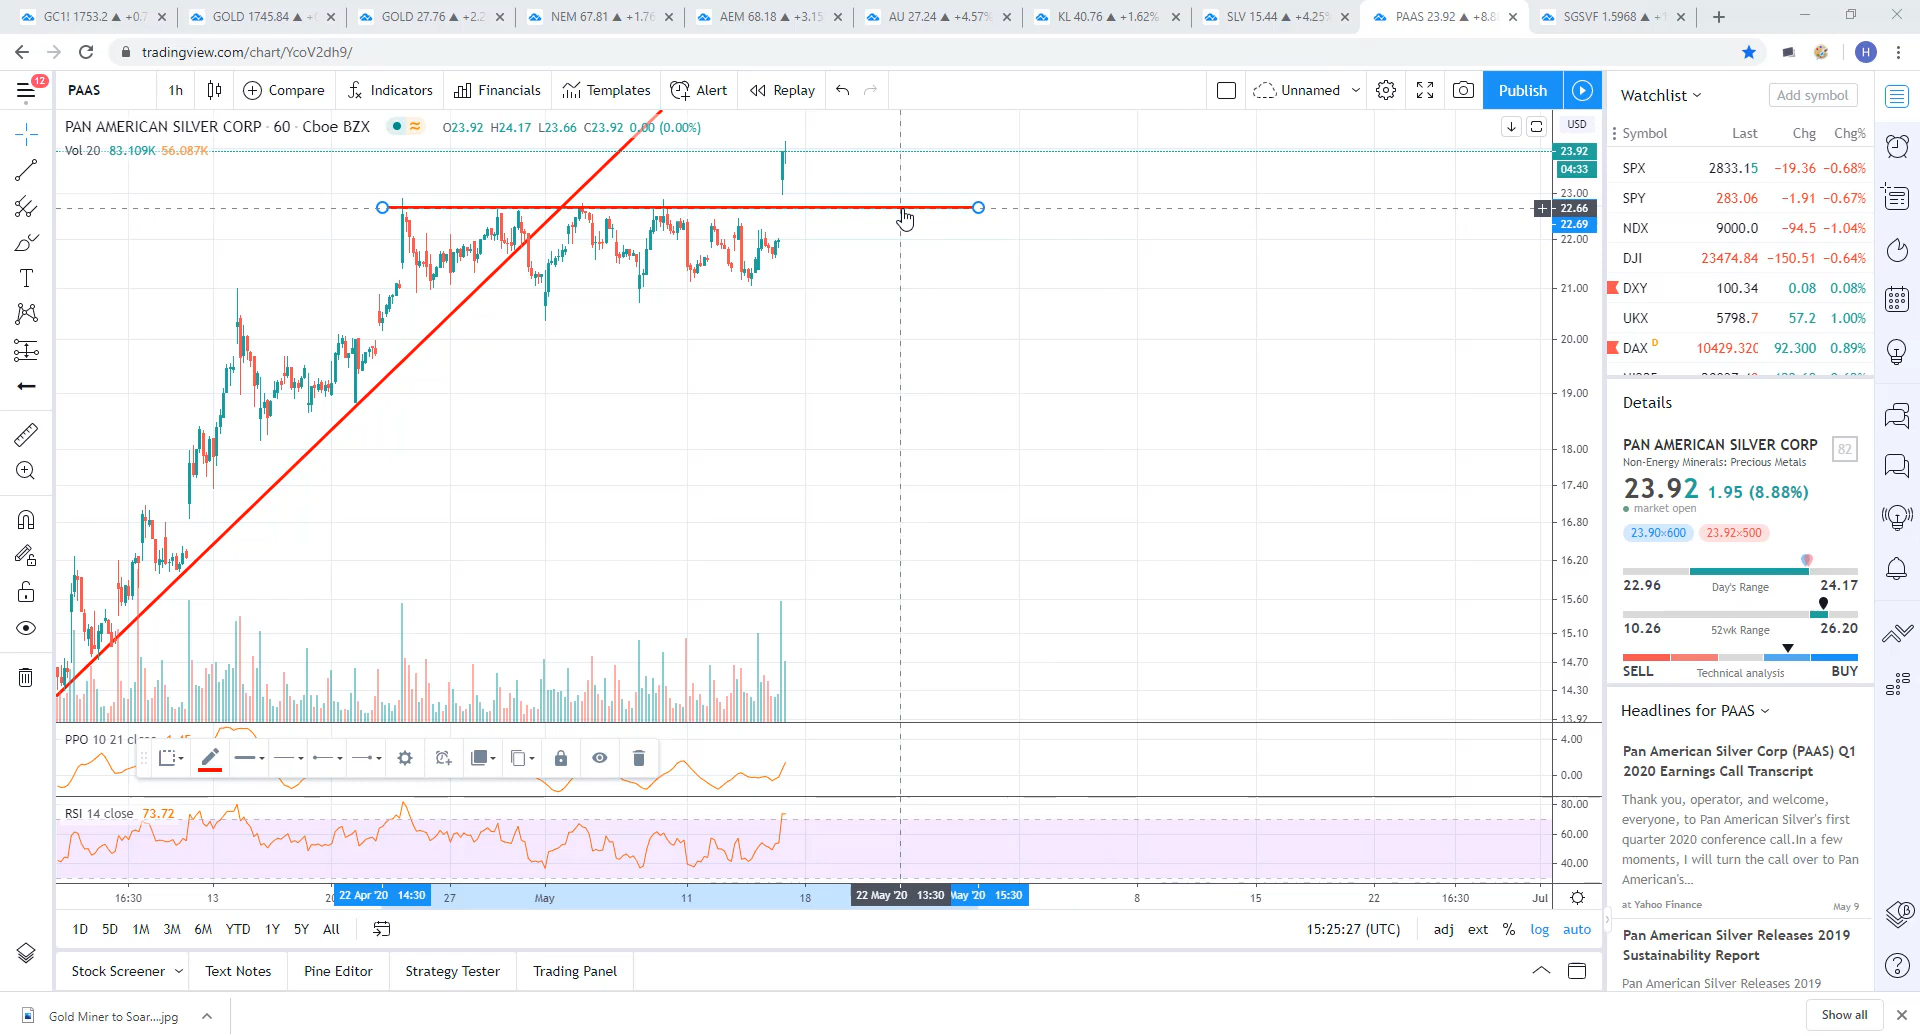 GC1! 1753.2 ▲ +0.7
GOLD 1745.84 ▲
GOLD 27.76 ▲ +2.2
NEM 67.81 ▲ +1.76
AEM 68.18 ▲ +3.15
AU 27.24 ▲ +4.57%
KL 40.76 ▲ +1.62%
SLV 15.44 ▲ +4.25%
PAAS 23.92 ▲ +8.8
SGSVF 1.5968 ▲ +1
tradingview.com/chart/YcoV2dh9/
H
12
PAAS
1h
Compare
Indicators
Financials
Templates
Alert
Replay
Unnamed
Publish
PAN AMERICAN SILVER CORP · 60 · Cboe BZX
O23.92 H24.17 L23.66 C23.92 0.00 (0.00%)
Vol 20 83.109K 56.087K
USD
23.92
04:33
23.00
22.66
22.69
22.00
21.00
20.00
19.00
18.00
17.40
16.80
16.20
15.60
15.10
14.70
14.30
13.92
PPO 10 21
4.00
0.00
RSI 14 close 73.72
80.00
60.00
40.00
16:30
13
22 Apr '20 14:30
27
May
11
18
22 May '20 13:30
May '20 15:30
8
15
22
16:30
Jul
1D 5D 1M 3M 6M YTD 1Y 5Y All
15:25:27 (UTC)
adj ext % log auto
Stock Screener
Text Notes
Pine Editor
Strategy Tester
Trading Panel
Watchlist
Add symbol
Symbol Last Chg Chg%
SPX 2833.15 −19.36 −0.68%
SPY 283.06 −1.91 −0.67%
NDX 9000.0 −94.5 −1.04%
DJI 23474.84 −150.51 −0.64%
DXY 100.34 0.08 0.08%
UKX 5798.7 57.2 1.00%
DAX D 10429.32 92.300 0.89%
Details
PAN AMERICAN SILVER CORP
82
Non-Energy Minerals: Precious Metals
23.92 1.95 (8.88%)
market open
23.90×600 23.92×500
22.96 Day's Range 24.17
10.26 52wk Range 26.20
SELL Technical analysis BUY
Headlines for PAAS
Pan American Silver Corp (PAAS) Q1
2020 Earnings Call Transcript
Thank you, operator, and welcome,
everyone, to Pan American Silver's first
quarter 2020 conference call.In a few
moments, I will turn the call over to Pan
American's...
at Yahoo Finance May 9
Pan American Silver Releases 2019
Sustainability Report
Pan American Silver Releases 2019
Gold Miner to Soar....jpg
Show all